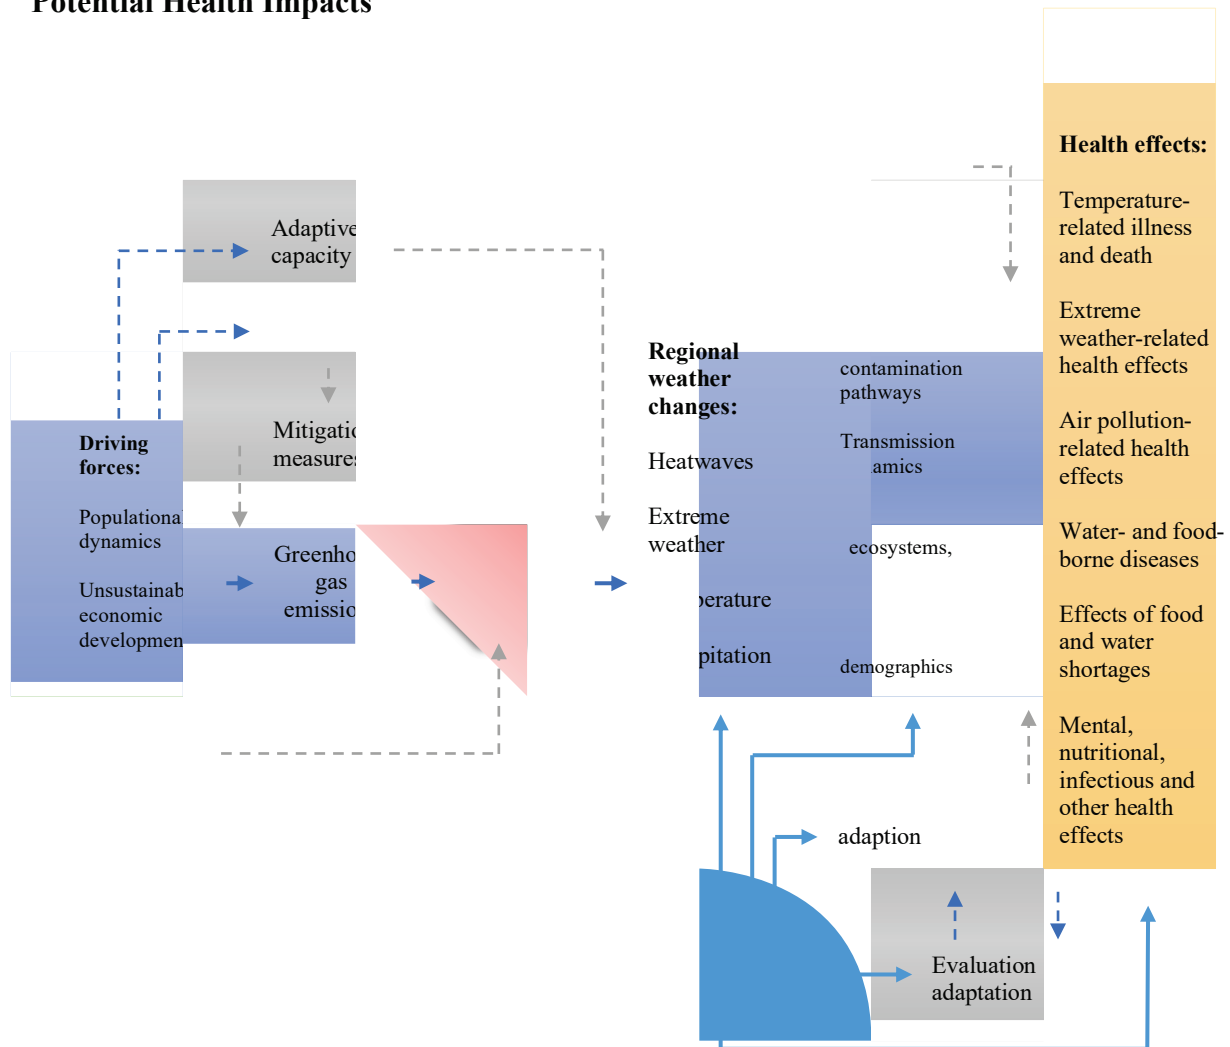 Potential Health Impacts
Adaptive
capacity
Mitigatio
measures
Driving
forces:
Populational
dynamics
Unsustainab
economic
developmen
Greenho
gas
emissio
Regional
weather
changes:
Heatwaves
Extreme
weather
perature
pitation
contamination
pathways
Transmission
amics
ecosystems,
demographics
adaption
Evaluation
adaptation
Health effects:
Temperature-
related illness
and death
Extreme
weather-related
health effects
Air pollution-
related health
effects
Water- and food-
borne diseases
Effects of food
and water
shortages
Mental,
nutritional,
infectious and
other health
effects